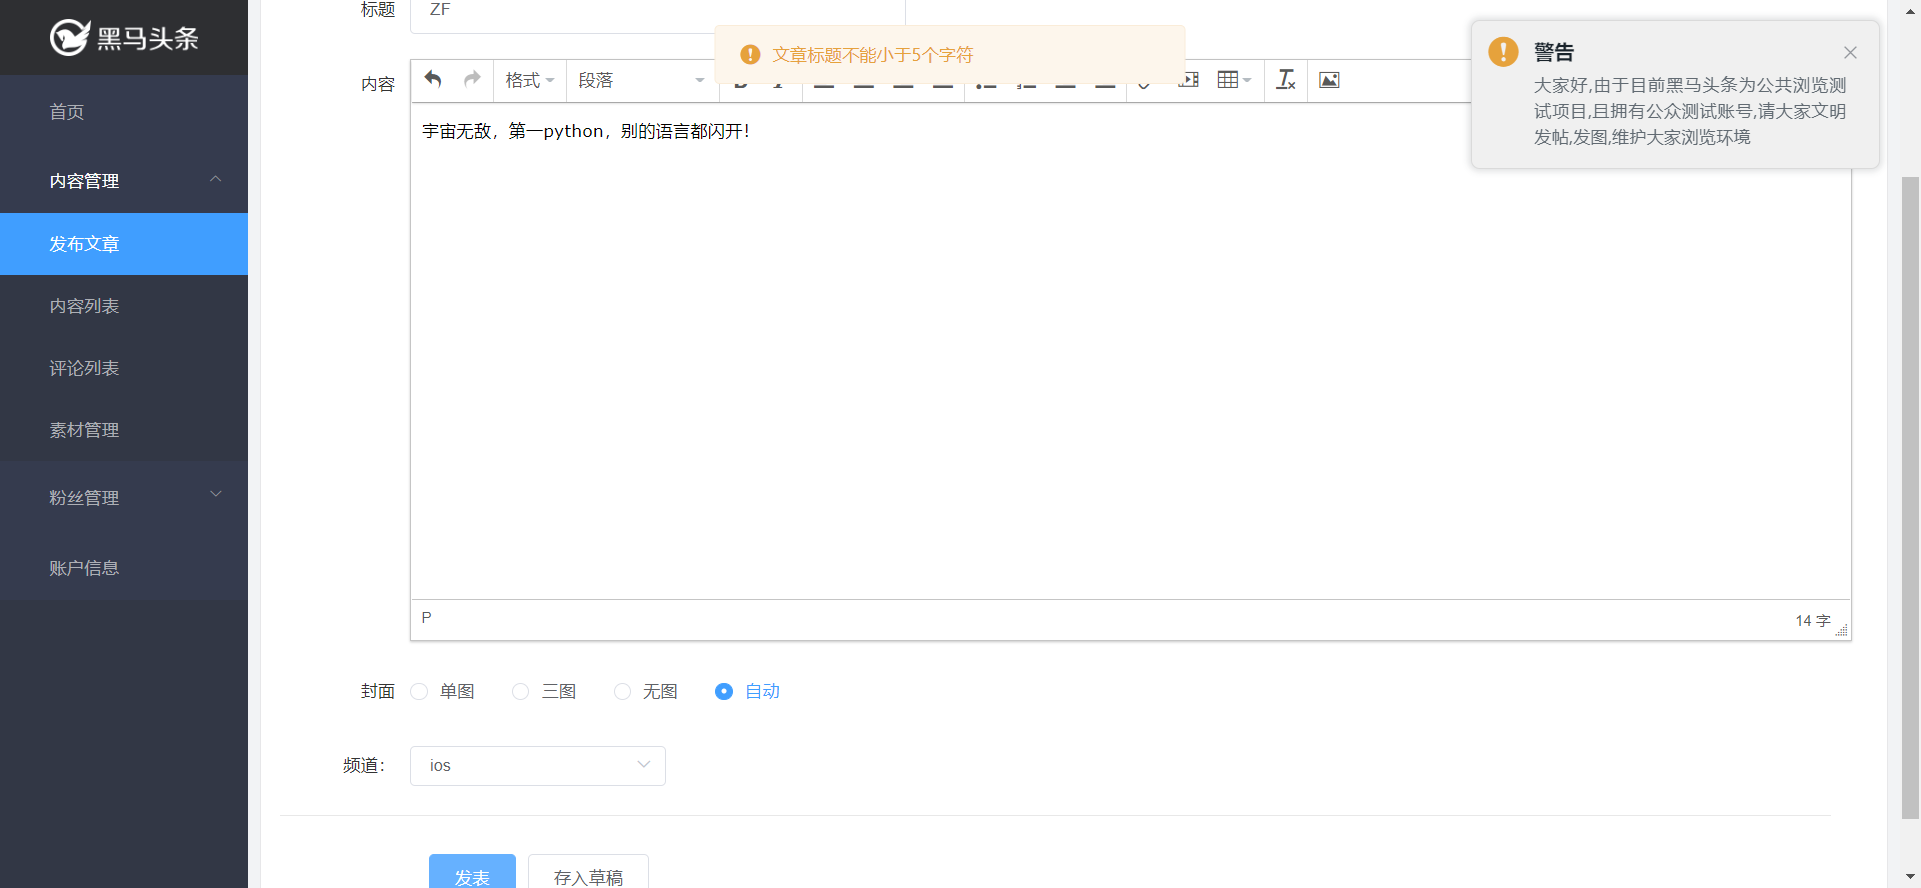 黑马头条
首页
内容管理
发布文章
内容列表
评论列表
素材管理
粉丝管理
账户信息
标题 ZF
文章标题不能小于5个字符
警告
大家好,由于目前黑马头条为公共浏览测
试项目,且拥有公众测试账号,请大家文明
发帖,发图,维护大家浏览环境
内容 格式 段落
宇宙无敌，第一python，别的语言都闪开！
P 14 字
封面 单图 三图 无图 自动
频道： ios
发表 存入草稿